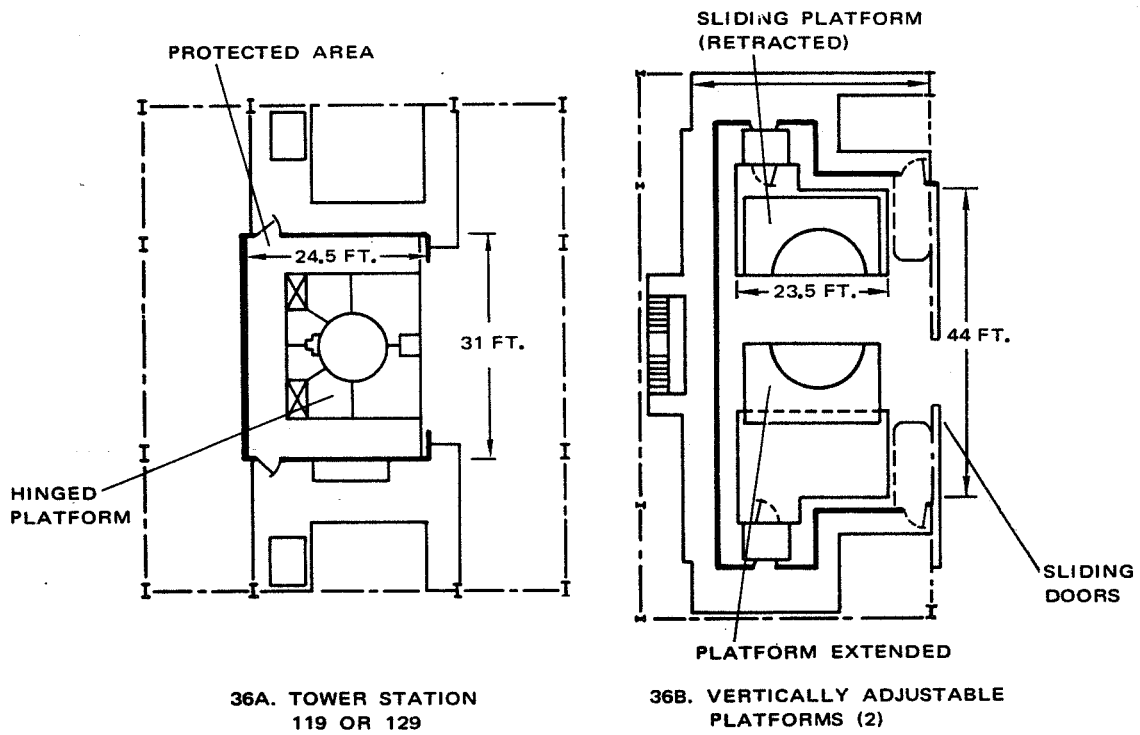 SLIDING PLATFORM
(RETRACTED)
PROTECTED AREA
24.5 FT.
31 FT.
HINGED
PLATFORM
23.5 FT.
44 FT.
SLIDING
DOORS
PLATFORM EXTENDED
36A. TOWER STATION
119 OR 129
36B. VERTICALLY ADJUSTABLE
PLATFORMS (2)